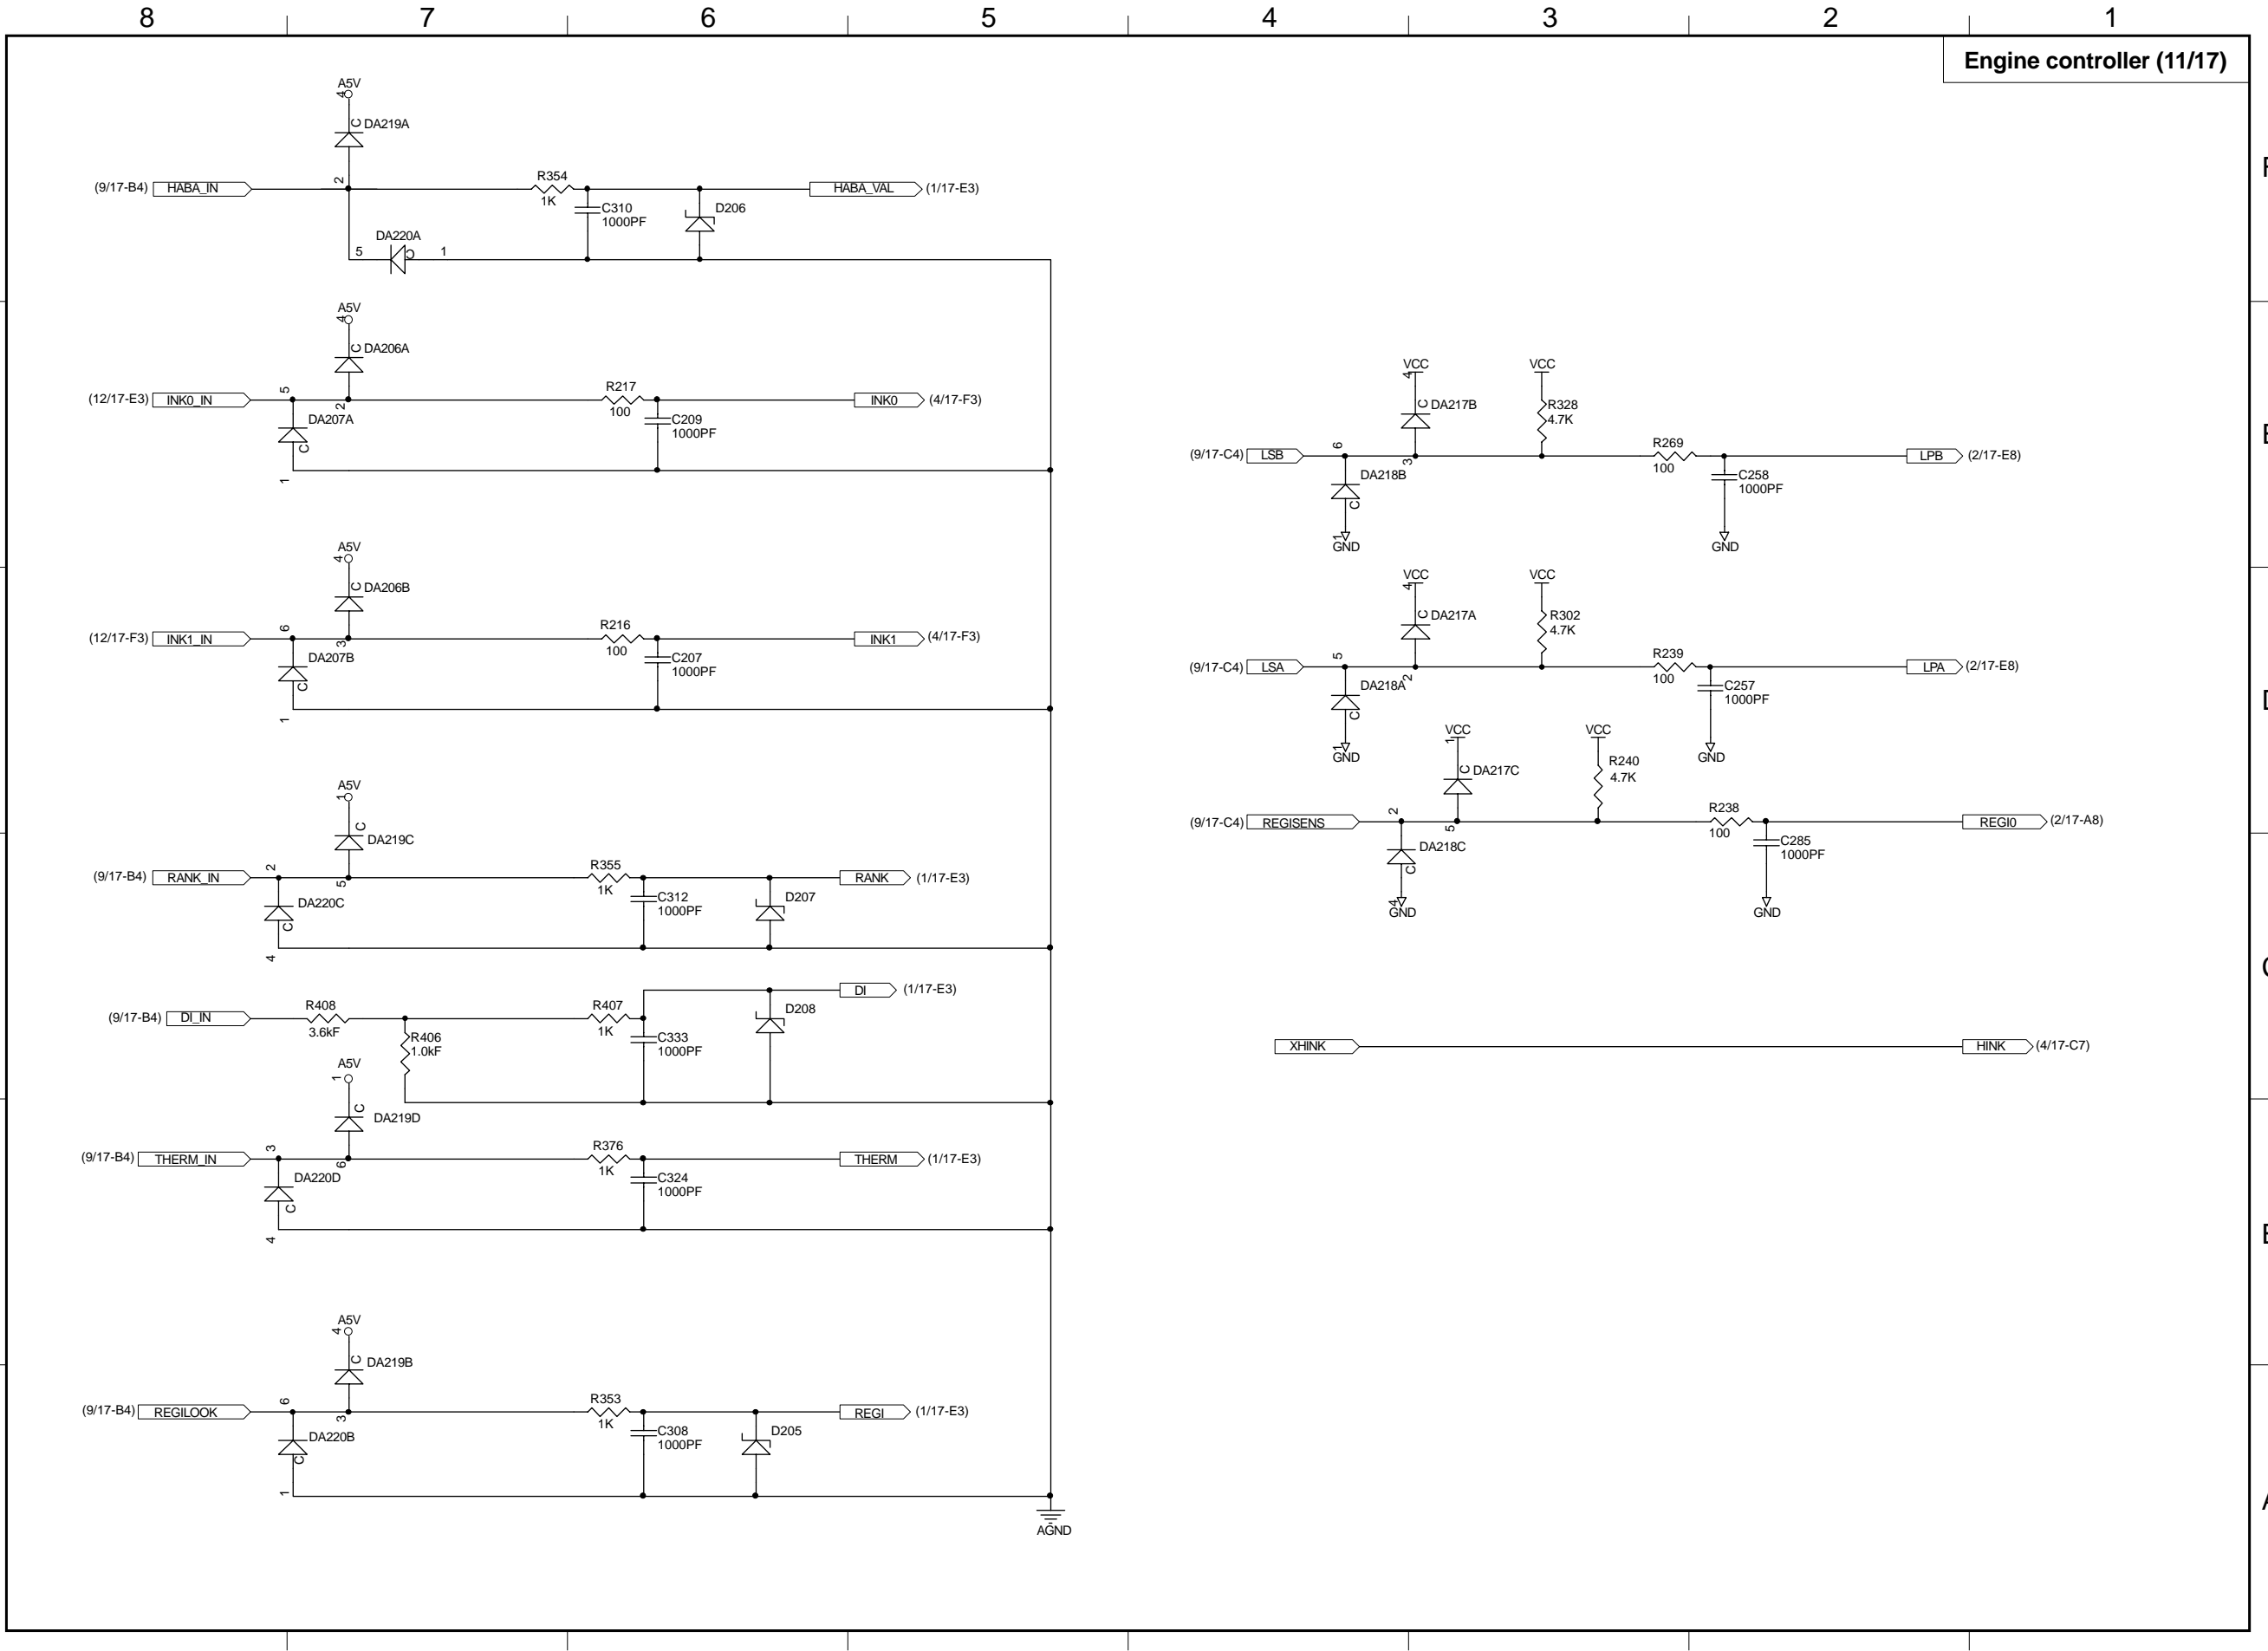 8 7 6 5 4 3 2 1
Engine controller (11/17)
A5V
4
C DA219A
(9/17-B4) HABA_IN
2
R354
1K
C310
1000PF
D206
HABA_VAL (1/17-E3)
DA220A
5 C 1
A5V
4
C DA206A
(12/17-E3) INK0_IN
5
2
DA207A
C
1
R217
100
C209
1000PF
INK0 (4/17-F3)
A5V
4
C DA206B
(12/17-F3) INK1_IN
6
3
DA207B
C
1
R216
100
C207
1000PF
INK1 (4/17-F3)
A5V
1
C
DA219C
(9/17-B4) RANK_IN
2
5
DA220C
C
4
R355
1K
C312
1000PF
D207
RANK (1/17-E3)
(9/17-B4) DI_IN
R408
3.6kF
R406
1.0kF
R407
1K
C333
1000PF
D208
DI (1/17-E3)
A5V
1
C
DA219D
(9/17-B4) THERM_IN
3
6
DA220D
C
4
R376
1K
C324
1000PF
THERM (1/17-E3)
A5V
4
C
DA219B
(9/17-B4) REGILOOK
6
3
DA220B
C
1
R353
1K
C308
1000PF
D205
REGI (1/17-E3)
AGND
VCC
4
C DA217B
VCC
R328
4.7K
(9/17-C4) LSB
6
3
DA218B
C
1
GND
R269
100
C258
1000PF
GND
LPB (2/17-E8)
VCC
4
C DA217A
VCC
R302
4.7K
(9/17-C4) LSA
5
2
DA218A
C
1
GND
R239
100
C257
1000PF
GND
LPA (2/17-E8)
VCC
1
C DA217C
VCC
R240
4.7K
(9/17-C4) REGISENS
2
5
DA218C
C
4
GND
R238
100
C285
1000PF
GND
REGI0 (2/17-A8)
XHINK
HINK (4/17-C7)